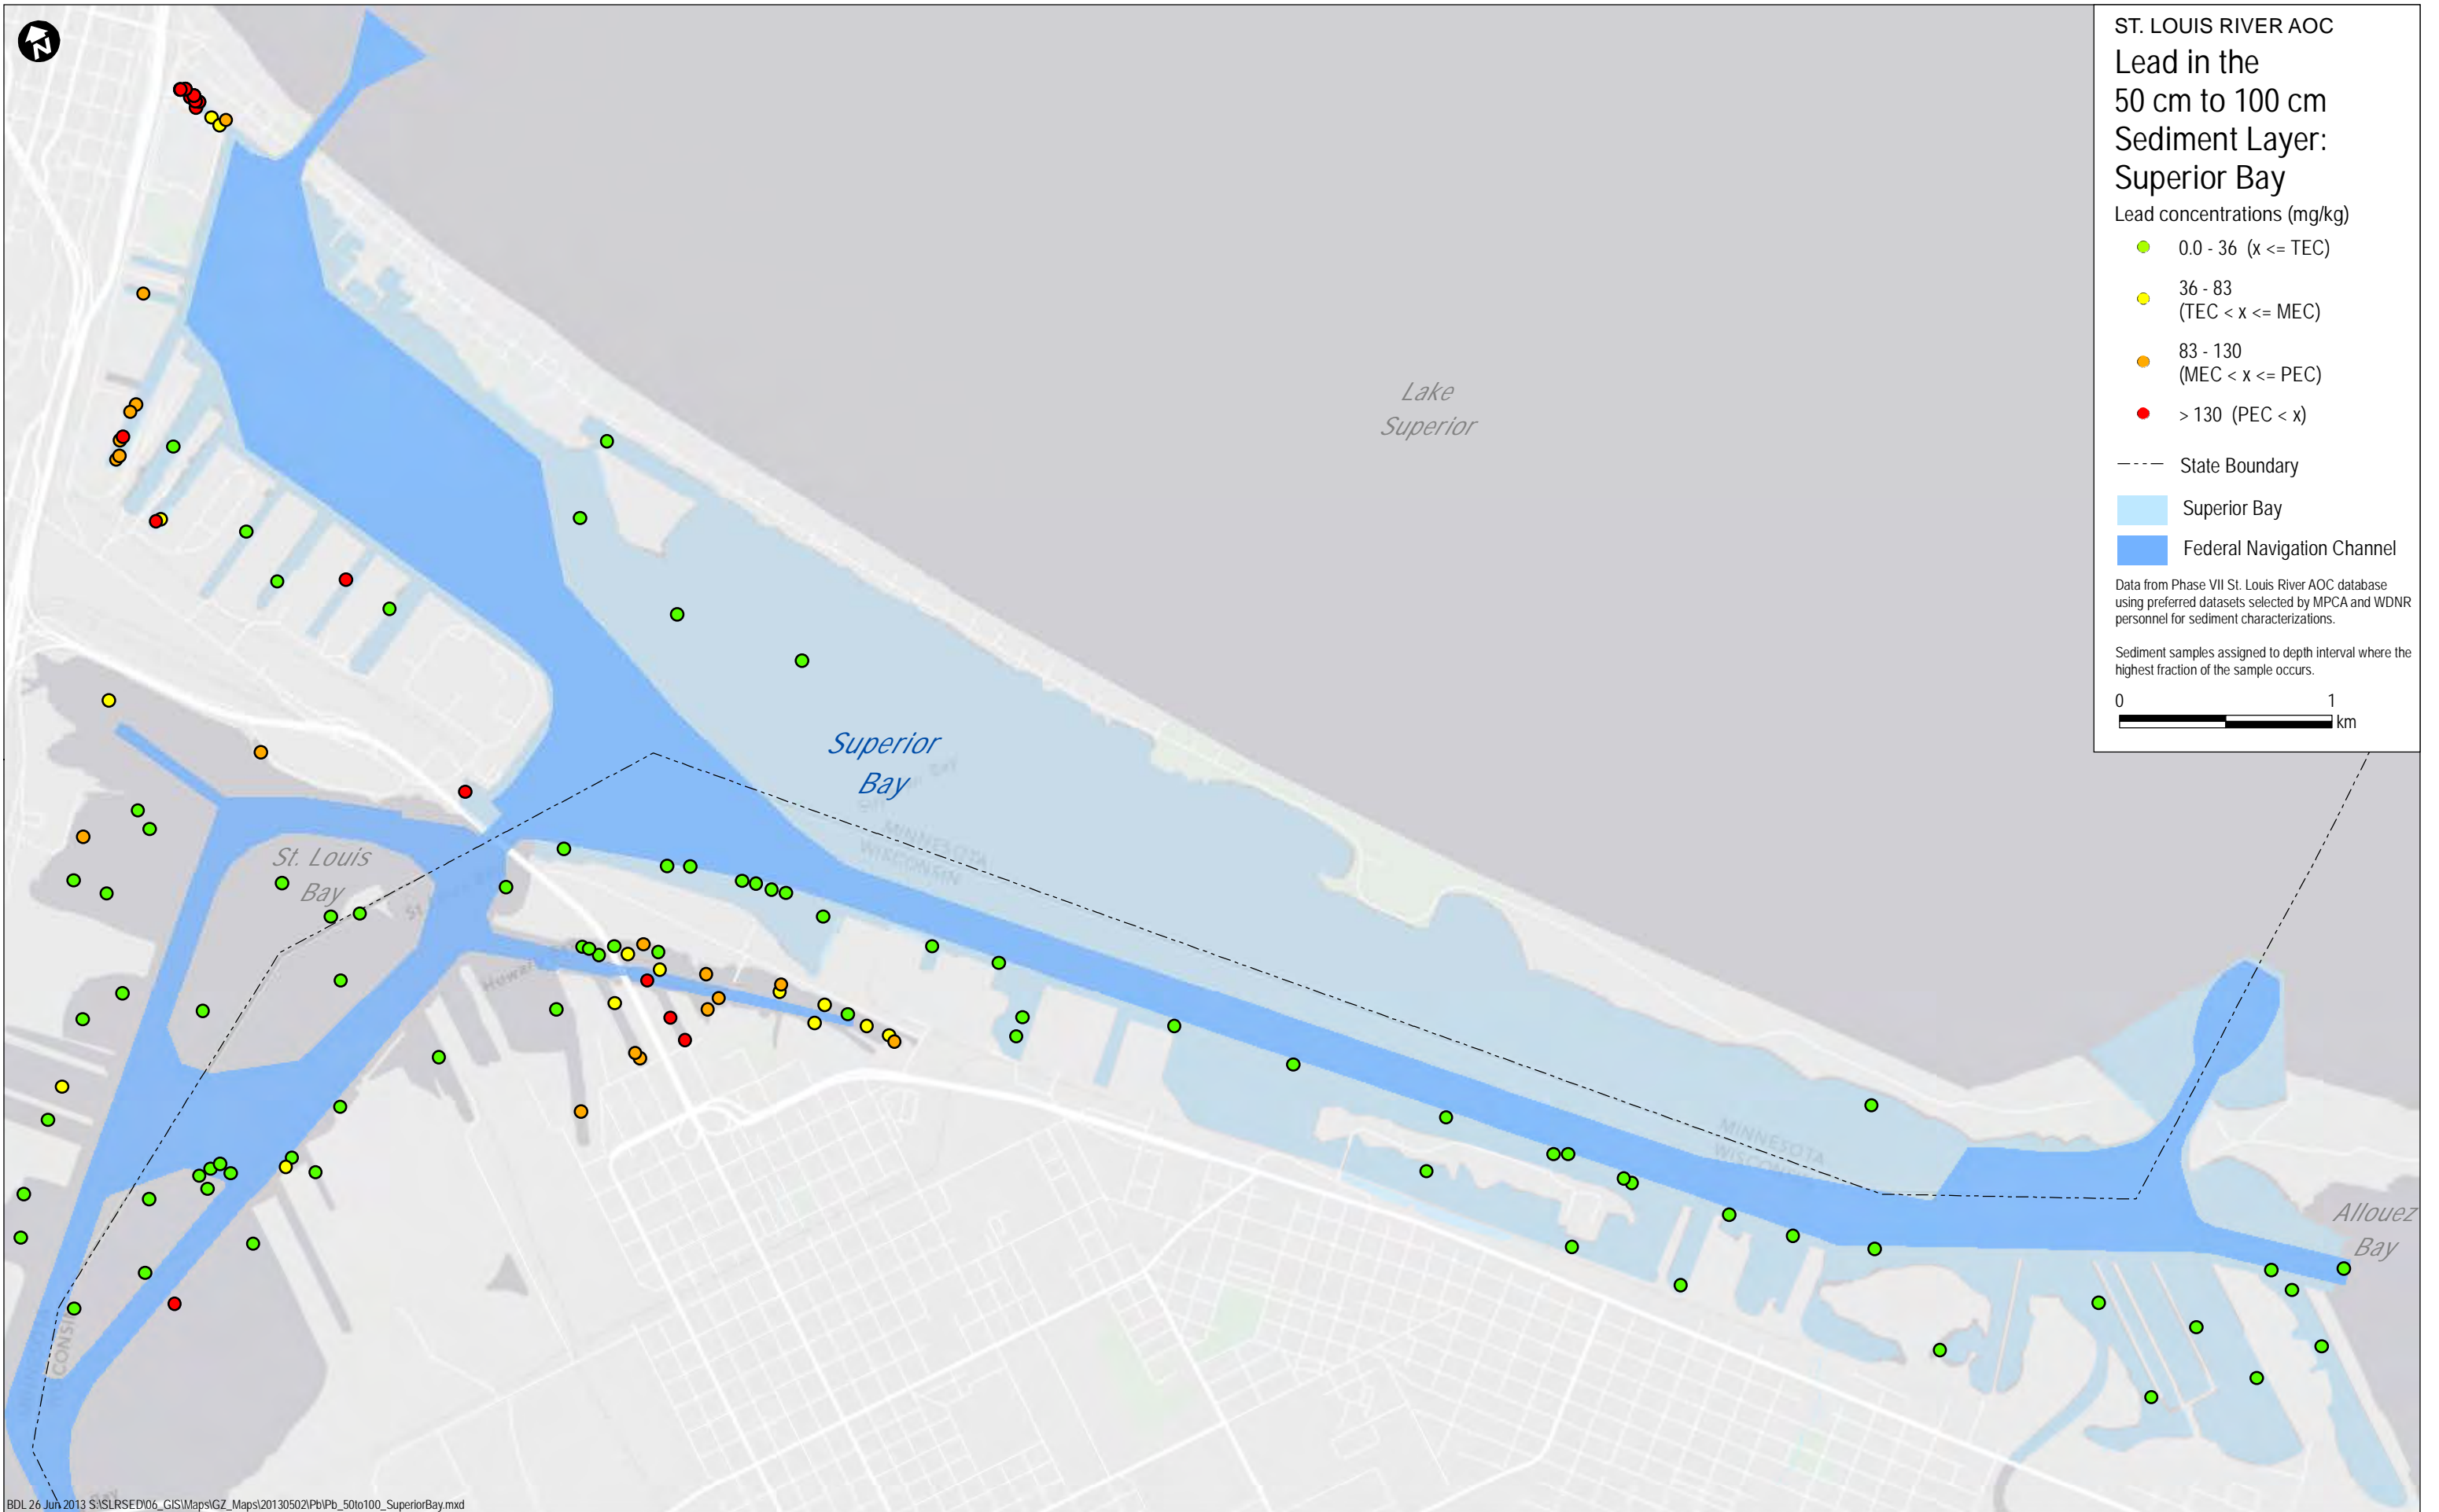 N
ST. LOUIS RIVER AOC
Lead in the
50 cm to 100 cm
Sediment Layer:
Superior Bay
Lead concentrations (mg/kg)
0.0 - 36 (x <= TEC)
36 - 83
(TEC < x <= MEC)
83 - 130
(MEC < x <= PEC)
> 130 (PEC < x)
State Boundary
Superior Bay
Federal Navigation Channel
Data from Phase VII St. Louis River AOC database
using preferred datasets selected by MPCA and WDNR
personnel for sediment characterizations.
Sediment samples assigned to depth interval where the
highest fraction of the sample occurs.
0 1
km
Lake
Superior
Superior
Bay
MINNESOTA
WISCONSIN
St. Louis
Bay
Howard
MINNESOTA
WISCONSIN
Allouez
Bay
MINNESOTA
Bay
BDL 26 Jun 2013 S:\SLRSED\06_GIS\Maps\GZ_Maps\20130502\Pb\Pb_50to100_SuperiorBay.mxd